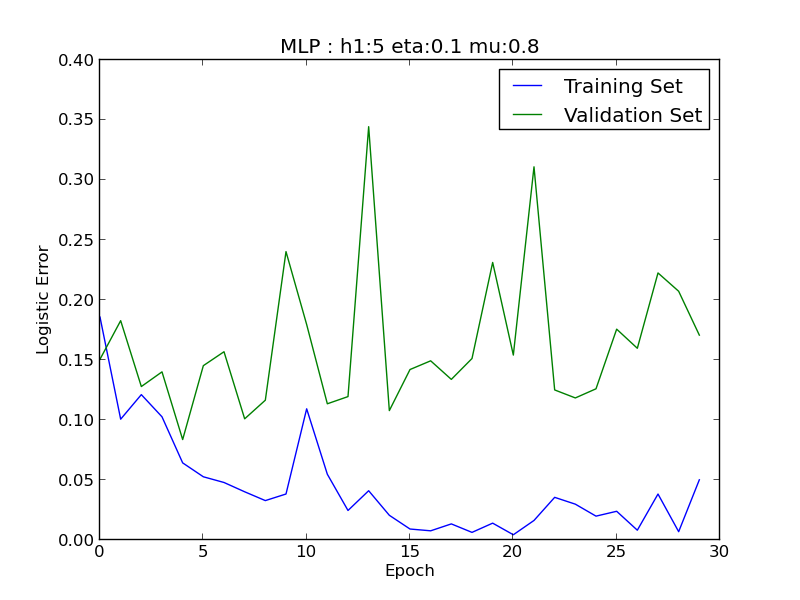 MLP : h1:5 eta:0.1 mu:0.8
0.40
0.35
0.30
0.25
0.20
0.15
0.10
0.05
0.00
Logistic Error
Training Set
Validation Set
0 5 10 15 20 25 30
Epoch